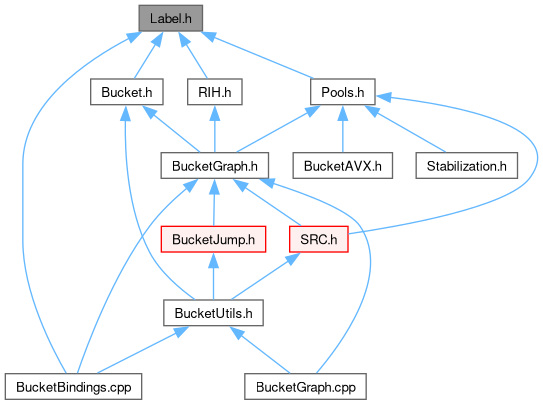 Label.h
Bucket.h
RIH.h
Pools.h
BucketGraph.h
BucketAVX.h
Stabilization.h
BucketJump.h
SRC.h
BucketUtils.h
BucketBindings.cpp
BucketGraph.cpp